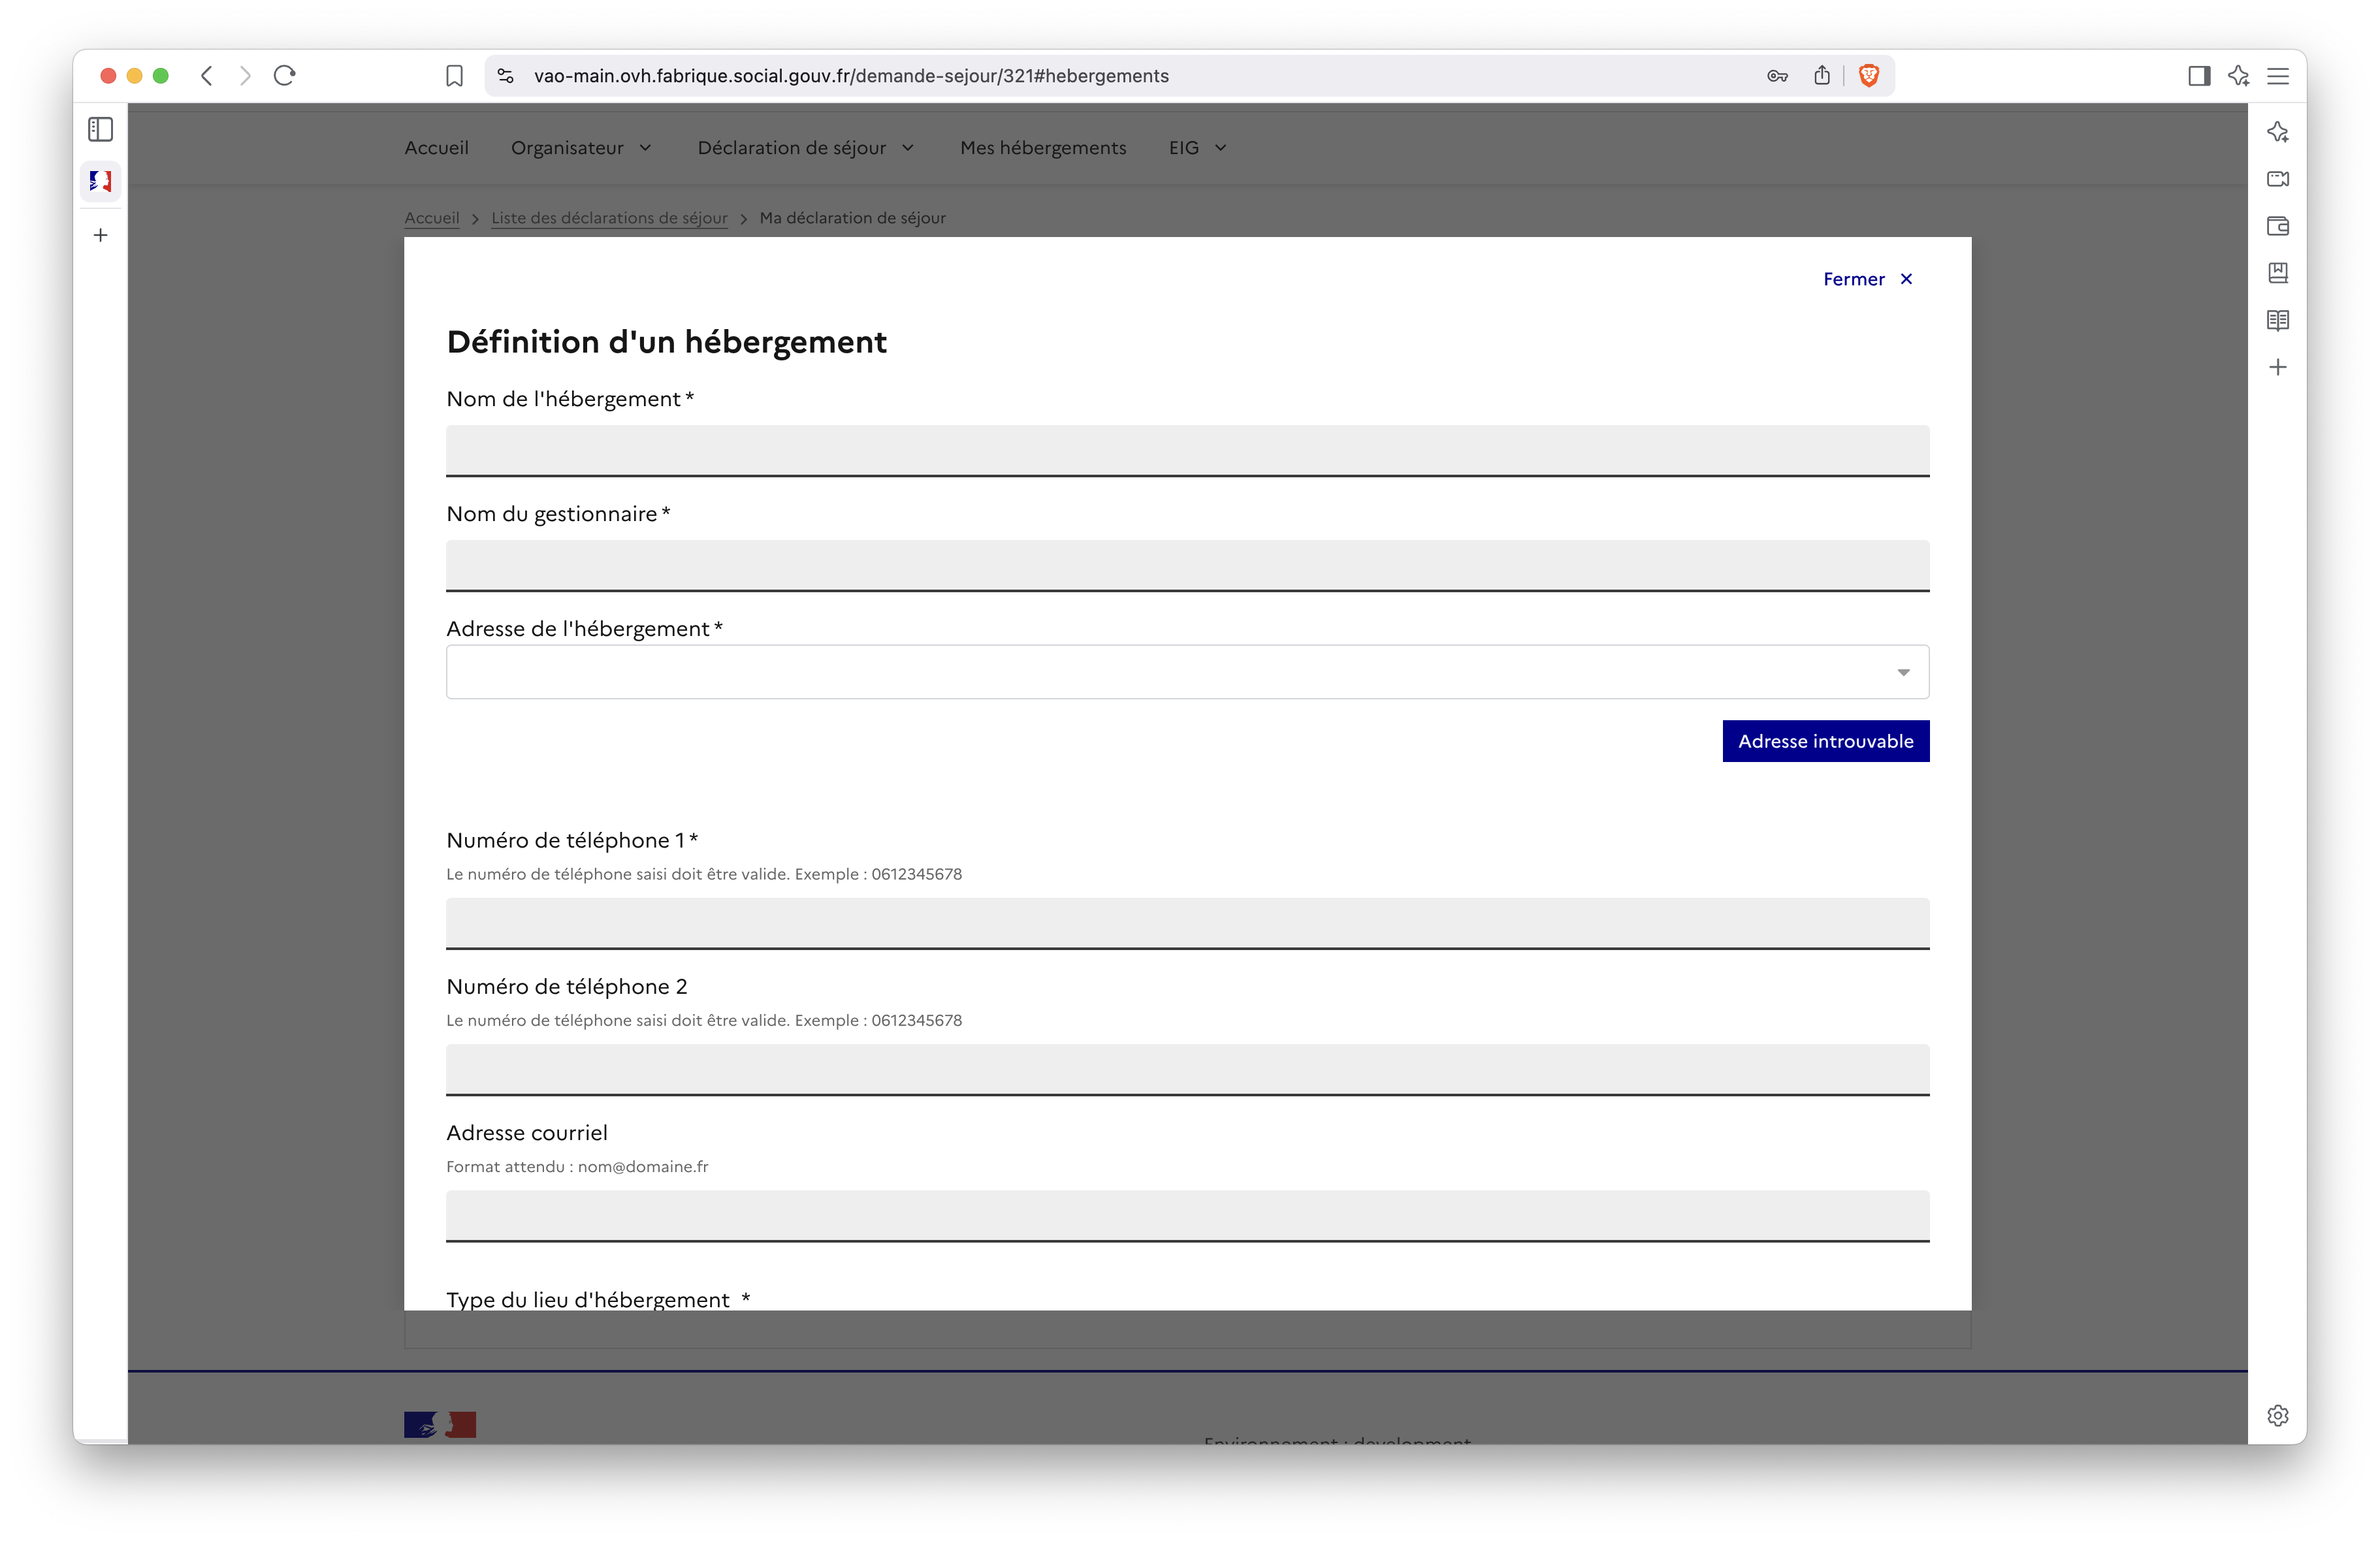 vao-main.ovh.fabrique.social.gouv.fr/demande-sejour/321#hebergements
Accueil Organisateur Déclaration de séjour Mes hébergements EIG
Accueil > Liste des déclarations de séjour > Ma déclaration de séjour
Fermer ×
Définition d'un hébergement
Nom de l'hébergement *
Nom du gestionnaire *
Adresse de l'hébergement *
Adresse introuvable
Numéro de téléphone 1 *
Le numéro de téléphone saisi doit être valide. Exemple : 0612345678
Numéro de téléphone 2
Le numéro de téléphone saisi doit être valide. Exemple : 0612345678
Adresse courriel
Format attendu : nom@domaine.fr
Type du lieu d'hébergement *
Environnement : development